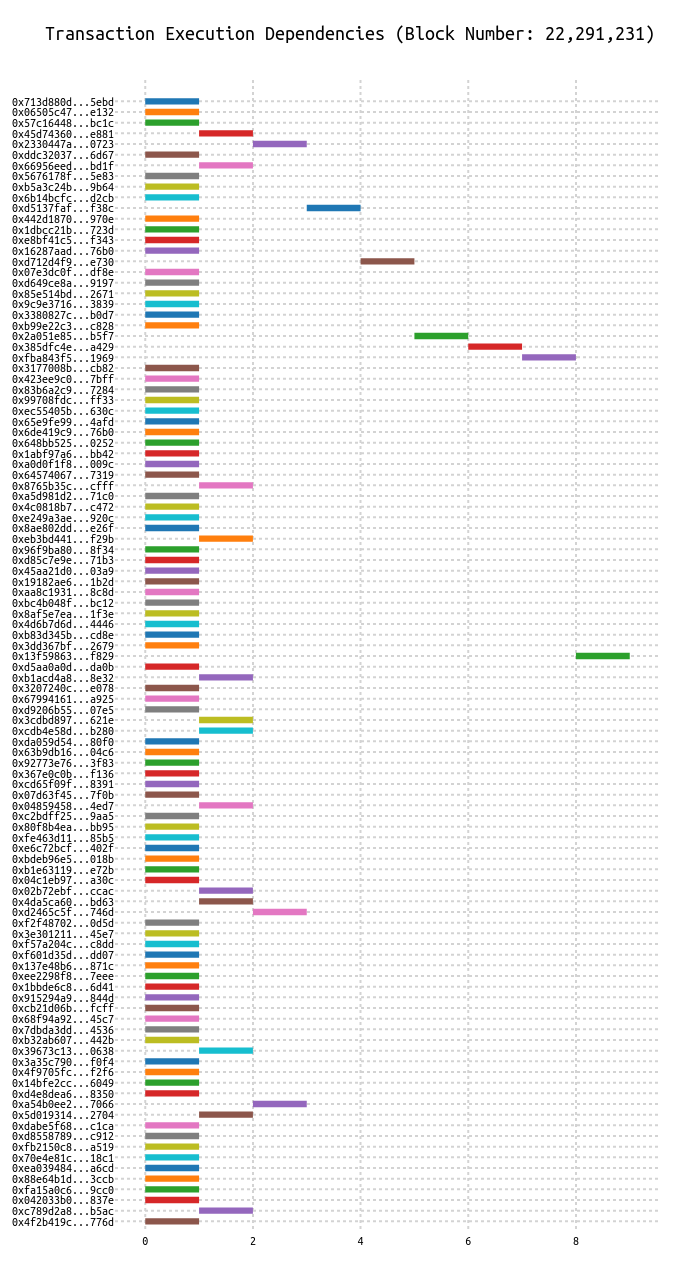 Transaction Execution Dependencies (Block Number: 22,291,231)
0x713d880d...5ebd
0x06505c47...e132
0x57c16448...bc1c
0x45d74360...e881
0x2330447a...0723
0xddc32037...6d67
0x66956eed...bd1f
0x5676178f...5e83
0xb5a3c24b...9b64
0x6b14bcfc...d2cb
0xd5137faf...f38c
0x442d1870...970e
0x1dbcc21b...723d
0xe8bf41c5...f343
0x16287aad...76b0
0xd712d4f9...e730
0x07e3dc0f...df8e
0xd649ce8a...9197
0x85e514bd...2671
0x9c9e3716...3839
0x3380827c...b0d7
0xb99e22c3...c828
0x2a051e85...b5f7
0x385dfc4e...a429
0xfba843f5...1969
0x3177008b...cb82
0x423ee9c0...7bff
0x83b6a2c9...7284
0x99708fdc...ff33
0xec55405b...630c
0x65e9fe99...4afd
0x6de419c9...76b0
0x648bb525...0252
0x1abf97a6...bb42
0xa0d0f1f8...009c
0x64574067...7319
0x8765b35c...cfff
0xa5d981d2...71c0
0x4c0818b7...c472
0xe249a3ae...920c
0x8ae802dd...e26f
0xeb3bd441...f29b
0x96f9ba80...8f34
0xd85c7e9e...71b3
0x45aa21d0...03a9
0x19182ae6...1b2d
0xaa8c1931...8c8d
0xbc4b048f...bc12
0x8af5e7ea...1f3e
0x4d6b7d6d...4446
0xb83d345b...cd8e
0x3dd367bf...2679
0x13f59863...f829
0xd5aa0a0d...da0b
0xb1acd4a8...8e32
0x3207240c...e078
0x67994161...a925
0xd9206b55...07e5
0x3cdbd897...621e
0xcdb4e58d...b280
0xda059d54...80f0
0x63b9db16...04c6
0x92773e76...3f83
0x367e0c0b...f136
0xcd65f09f...8391
0x07d63f45...7f0b
0x04859458...4ed7
0xc2bdff25...9aa5
0x80f8b4ea...bb95
0xfe463d11...85b5
0xe6c72bcf...402f
0xbdeb96e5...018b
0xb1e63119...e72b
0x04c1eb97...a30c
0x02b72ebf...ccac
0x4da5ca60...bd63
0xd2465c5f...746d
0xf2f48702...0d5d
0x3e301211...45e7
0xf57a204c...c8dd
0xf601d35d...dd07
0x137e48b6...871c
0xee2298f8...7eee
0x1bbde6c8...6d41
0x915294a9...844d
0xcb21d06b...fcff
0x68f94a92...45c7
0x7dbda3dd...4536
0xb32ab607...442b
0x39673c13...0638
0x3a35c790...f0f4
0x4f9705fc...f2f6
0x14bfe2cc...6049
0xd4e8dea6...8350
0xa54b0ee2...7066
0x5d019314...2704
0xdabe5f68...c1ca
0xd8558789...c912
0xfb2150c8...a519
0x70e4e81c...18c1
0xea039484...a6cd
0x88e64b1d...3ccb
0xfa15a0c6...9cc0
0x042033b0...837e
0xc789d2a8...b5ac
0x4f2b419c...776d
0 2 4 6 8